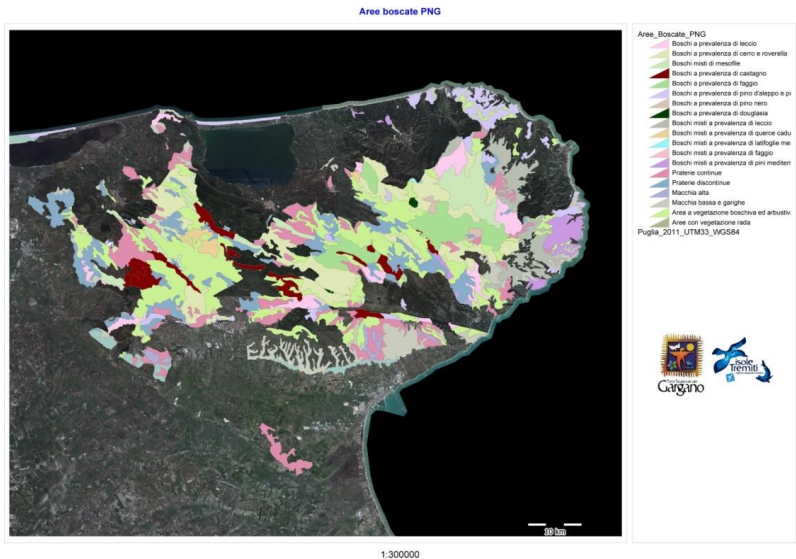 Aree boscate PNG
Aree_Boscate_PNG
Boschi a prevalenza di leccio
Boschi a prevalenza di cerro e roverella
Boschi misti di mesofile
Boschi a prevalenza di castagno
Boschi a prevalenza di faggio
Boschi a prevalenza di pino d'aleppo e pi
Boschi a prevalenza di pino nero
Boschi a prevalenza di douglasia
Boschi misti a prevalenza di leccio
Boschi misti a prevalenza di querce cadu
Boschi misti a prevalenza di latifoglie me
Boschi misti a prevalenza di faggio
Boschi misti a prevalenza di pini mediterr
Praterie continue
Praterie discontinue
Macchia alta
Macchia bassa e garighe
Area a vegetazione boschiva ed arbustiv
Aree con vegetazione rada
Puglia_2011_UTM33_WGS84
Gargano
isole
Tremiti
10 km
1:300000